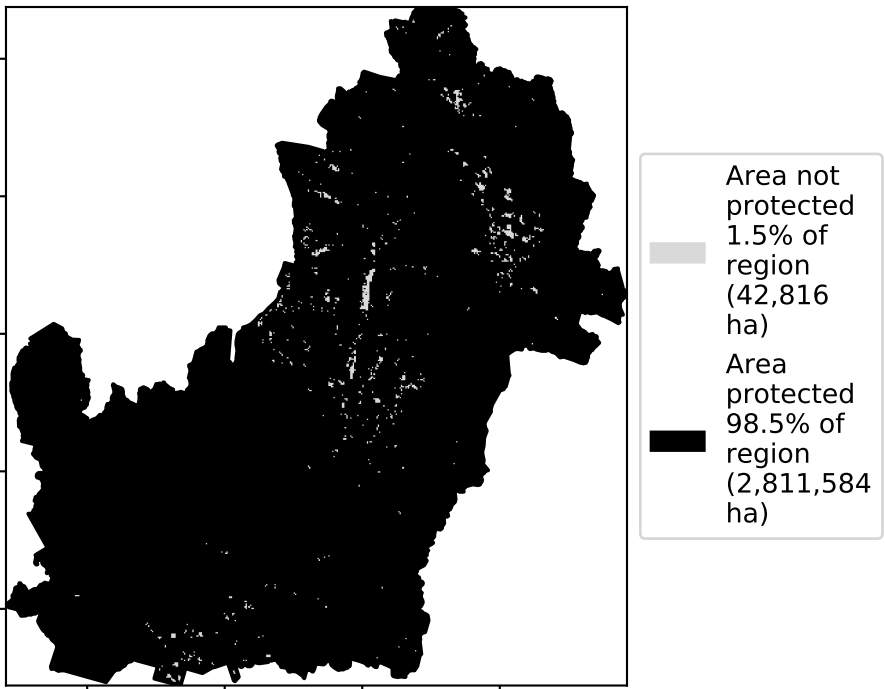 Area not
protected
1.5% of
region
(42,816
ha)
Area
protected
98.5% of
region
(2,811,584
ha)